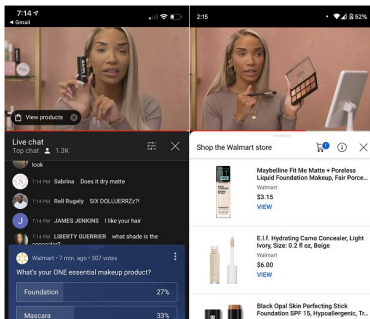 7:14
Gmail
View products
Live chat
Top chat 1.3K
look
7:14 PM Sabrina Does it dry matte
7:14 PM Rell Rugely SIX DOLLUERRZz?!
7:14 PM JAMES JENKINS I like your hair
7:14 PM LIBERTY GUERRIER what shade is the
concealer?
Walmart • 7 min. ago • 307 votes
What's your ONE essential makeup product?
Foundation 27%
Mascara 33%
2:15
52%
Shop the Walmart store
Maybelline Fit Me Matte + Poreless
Liquid Foundation Makeup, Fair Porce...
Walmart
$3.15
VIEW
E.l.f. Hydrating Camo Concealer, Light
Ivory, Size: 0.2 fl oz, Beige
Walmart
$6.00
VIEW
Black Opal Skin Perfecting Stick
Foundation SPF 15, Hypoallergenic, Tr...